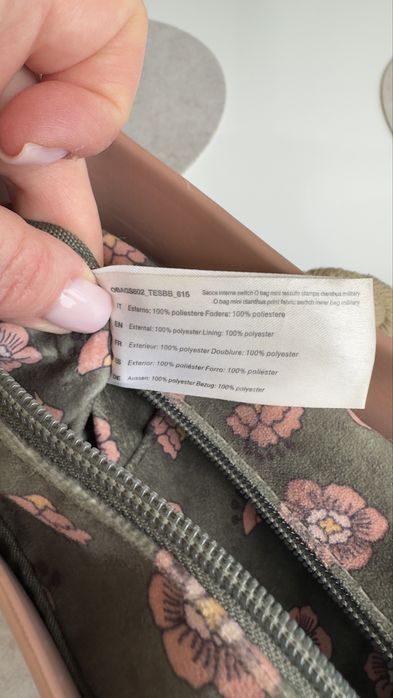 OBAGS602_TESBB_616
Sacca interna switch O bag mini tessuto stampa dianthus military
O bag mini dianthus print fabric switch inner bag military
IT Esterno: 100% poliestere Fodera: 100% poliestere
EN External: 100% polyester Lining: 100% polyester
FR Exterieur: 100% polyester Doublure: 100% polyester
ES Exterior: 100% poliéster Forro: 100% poliéster
DE Aussen: 100% polyester Bezug: 100% polyester